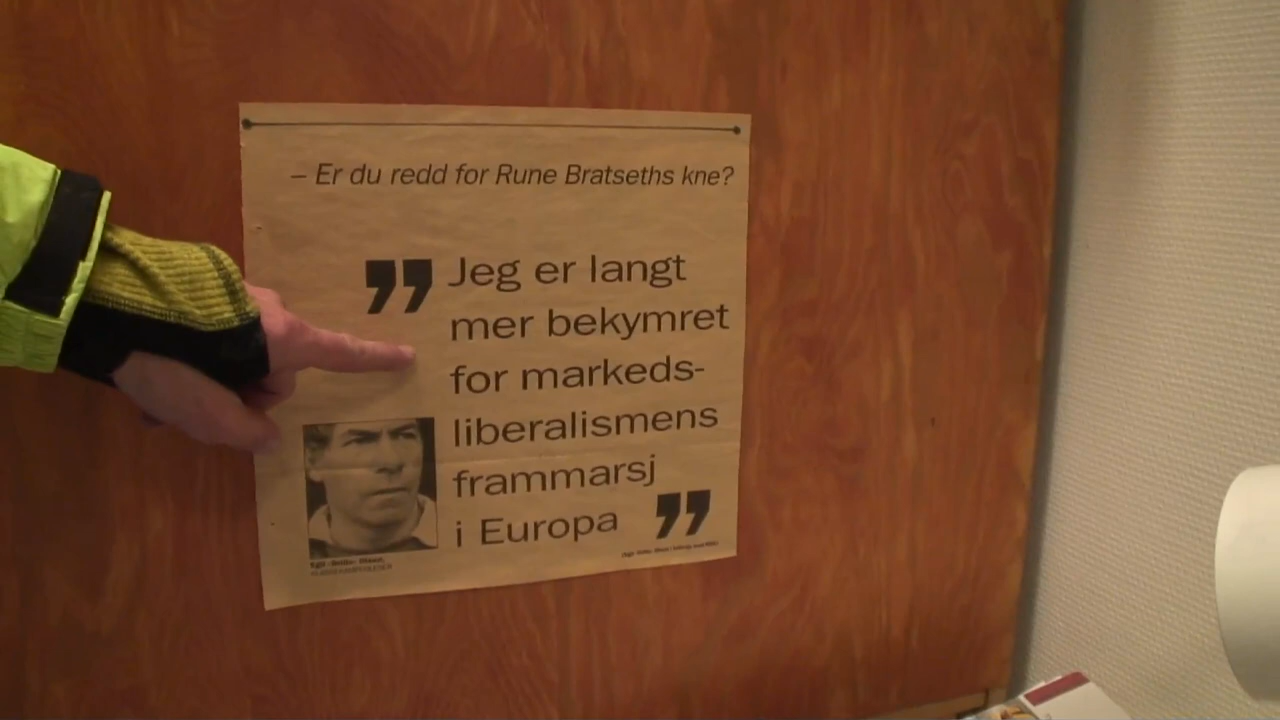 – Er du redd for Rune Bratseths kne?
” Jeg er langt
mer bekymret
for markeds-
liberalismens
frammarsj
i Europa ”